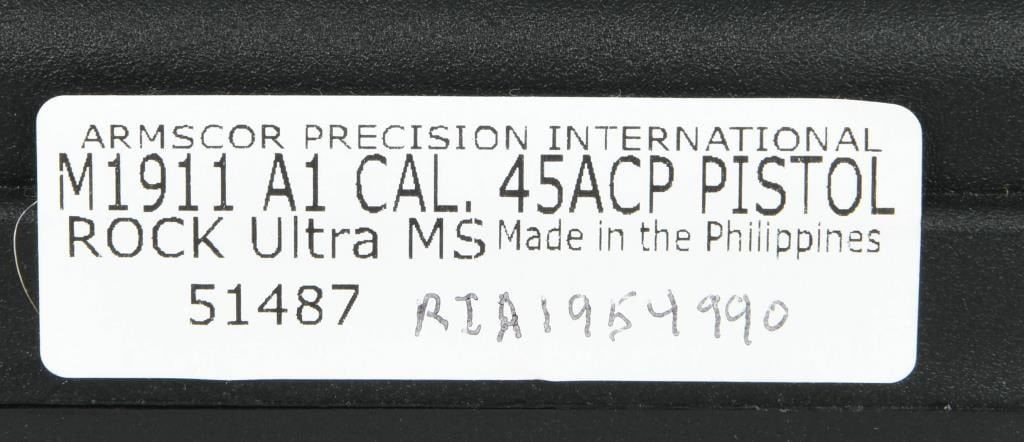 ARMSCOR PRECISION INTERNATIONAL
M1911 A1 CAL. 45ACP PISTOL
ROCK Ultra MS Made in the Philippines
51487 RIA1954990